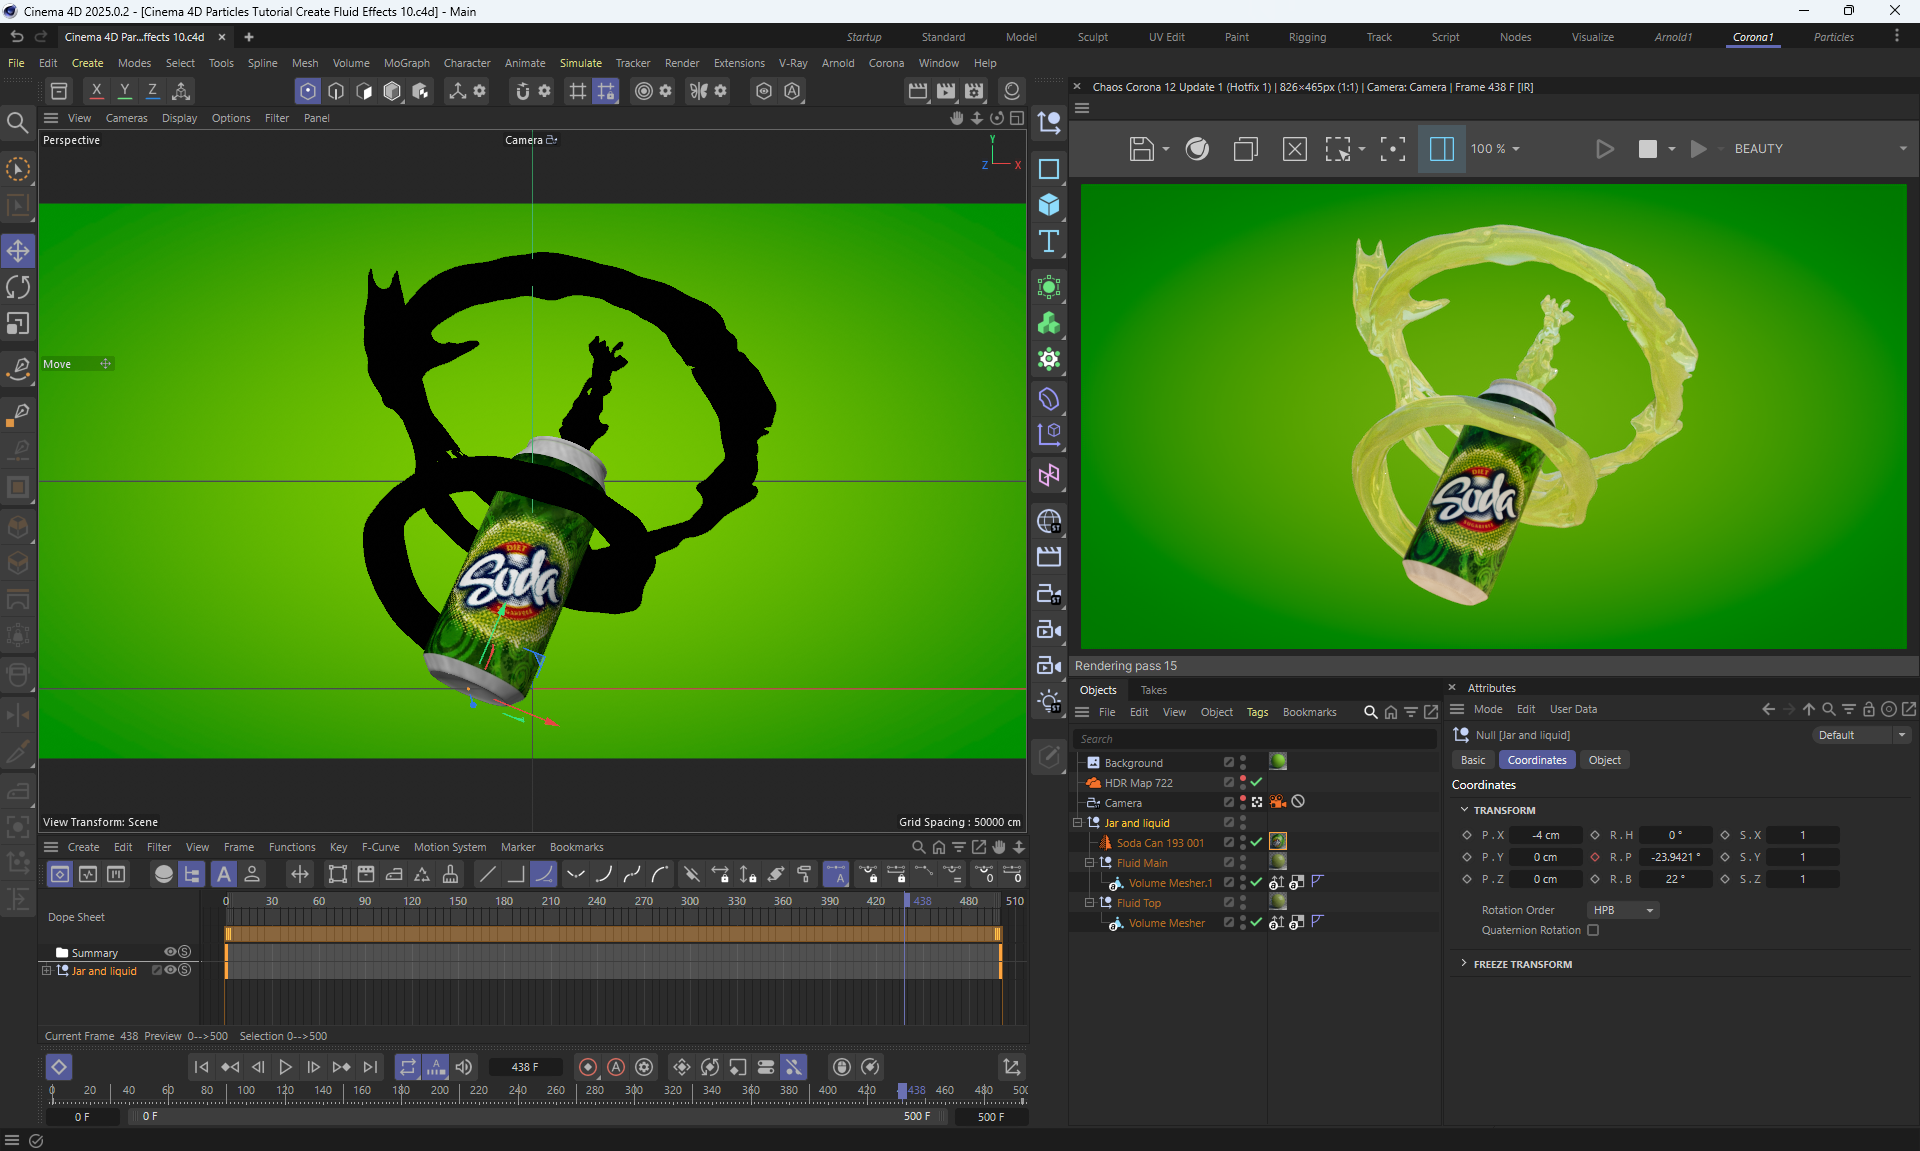 Cinema 4D 2025.0.2 - [Cinema 4D Particles Tutorial Create Fluid Effects 10.c4d] - Main
Cinema 4D Par...ffects 10.c4d
Startup Standard Model Sculpt UV Edit Paint Rigging Track Script Nodes Visualize Arnold1 Corona1 Particles
File Edit Create Modes Select Tools Spline Mesh Volume MoGraph Character Animate Simulate Tracker Render Extensions V-Ray Arnold Corona Window Help
X Y Z
View Cameras Display Options Filter Panel
Perspective
Camera
Y
Z X
Move
DIET
Soda
SUGARFREE
View Transform: Scene
Grid Spacing : 50000 cm
Chaos Corona 12 Update 1 (Hotfix 1) | 826×465px (1:1) | Camera: Camera | Frame 438 F [IR]
100 %
BEAUTY
DIET
Soda
SUGARFREE
Rendering pass 15
Create Edit Filter View Frame Functions Key F-Curve Motion System Marker Bookmarks
0 30 60 90 120 150 180 210 240 270 300 330 360 390 420 438 480 510
Dope Sheet
Summary
Jar and liquid
Current Frame 438 Preview 0-->500 Selection 0-->500
438 F
0 20 40 60 80 100 120 140 160 180 200 220 240 260 280 300 320 340 360 380 400 420 438 460 480 500
0 F
0 F
500 F
500 F
Objects Takes
File Edit View Object Tags Bookmarks
Search
Background
HDR Map 722
Camera
Jar and liquid
Soda Can 193 001
Fluid Main
Volume Mesher.1
Fluid Top
Volume Mesher
Attributes
Mode Edit User Data
Null [Jar and liquid]
Default
Basic Coordinates Object
Coordinates
TRANSFORM
P . X -4 cm R . H 0 ° S . X 1
P . Y 0 cm R . P -23.9421 ° S . Y 1
P . Z 0 cm R . B 22 ° S . Z 1
Rotation Order HPB
Quaternion Rotation
FREEZE TRANSFORM